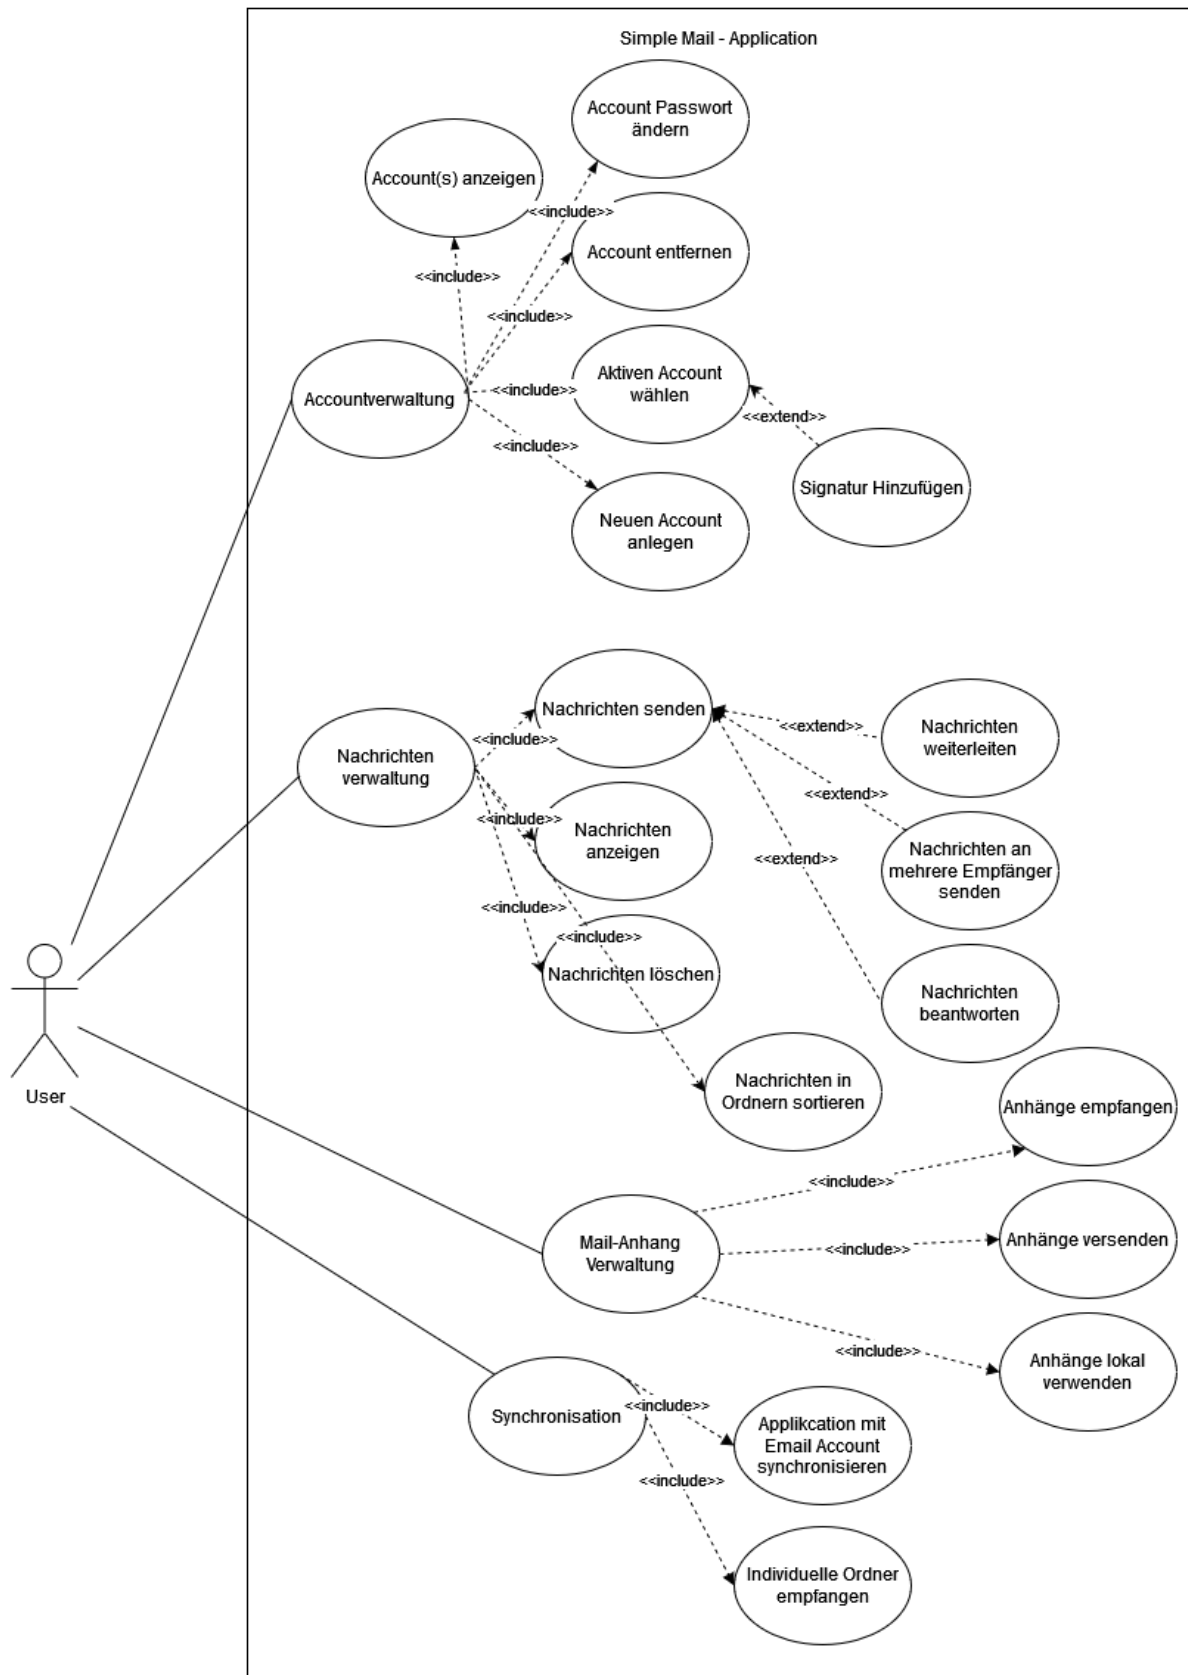 Simple Mail - Application
Account Passwort
ändern
Account(s) anzeigen
<<include>>
Account entfernen
<<include>>
<<include>>
Aktiven Account
wählen
<<include>>
Accountverwaltung
<<extend>>
<<include>>
Signatur Hinzufügen
Neuen Account
anlegen
Nachrichten senden
Nachrichten
weiterleiten
<<extend>>
<<include>>
Nachrichten
verwaltung
<<extend>>
<<include>>
Nachrichten
anzeigen
Nachrichten an
mehrere Empfänger
senden
<<extend>>
<<include>>
<<include>>
Nachrichten löschen
Nachrichten
beantworten
User
Nachrichten in
Ordnern sortieren
Anhänge empfangen
<<include>>
Mail-Anhang
Verwaltung
<<include>>
Anhänge versenden
<<include>>
Anhänge lokal
verwenden
Synchronisation
<<include>>
Applikcation mit
Email Account
synchronisieren
<<include>>
Individuelle Ordner
empfangen